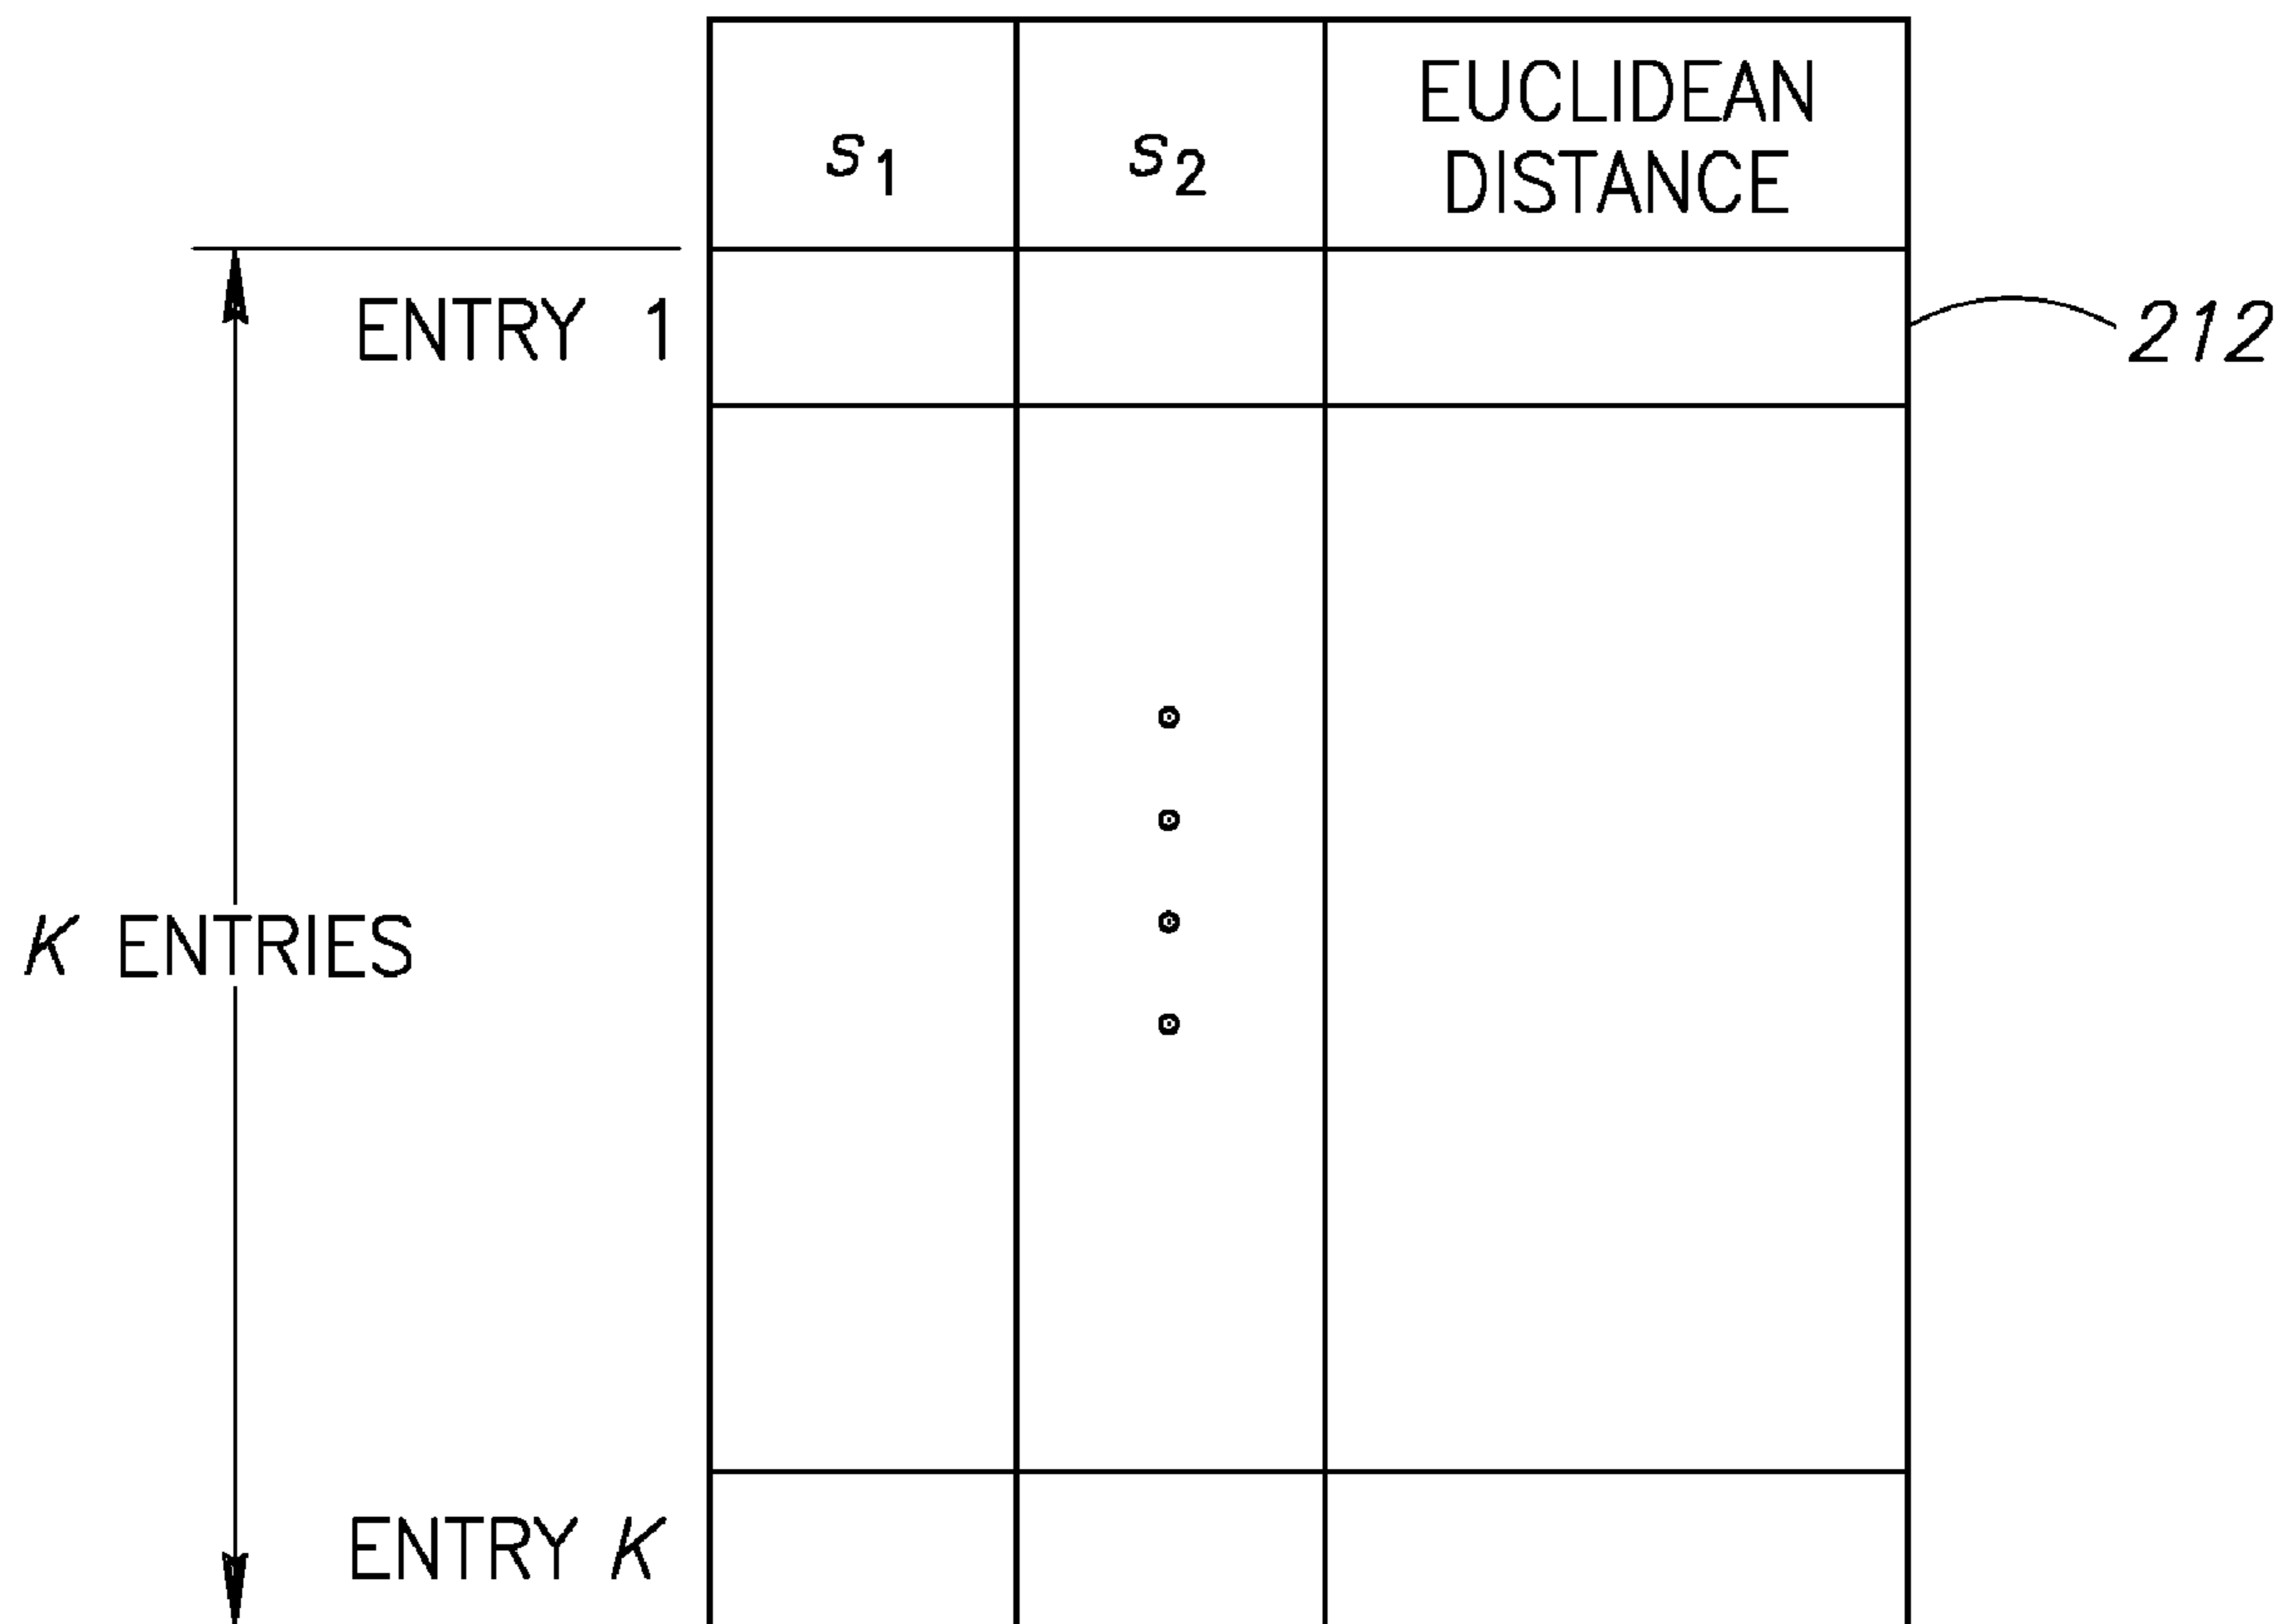 s1
s2
EUCLIDEAN
DISTANCE
ENTRY 1
212
K ENTRIES
ENTRY K